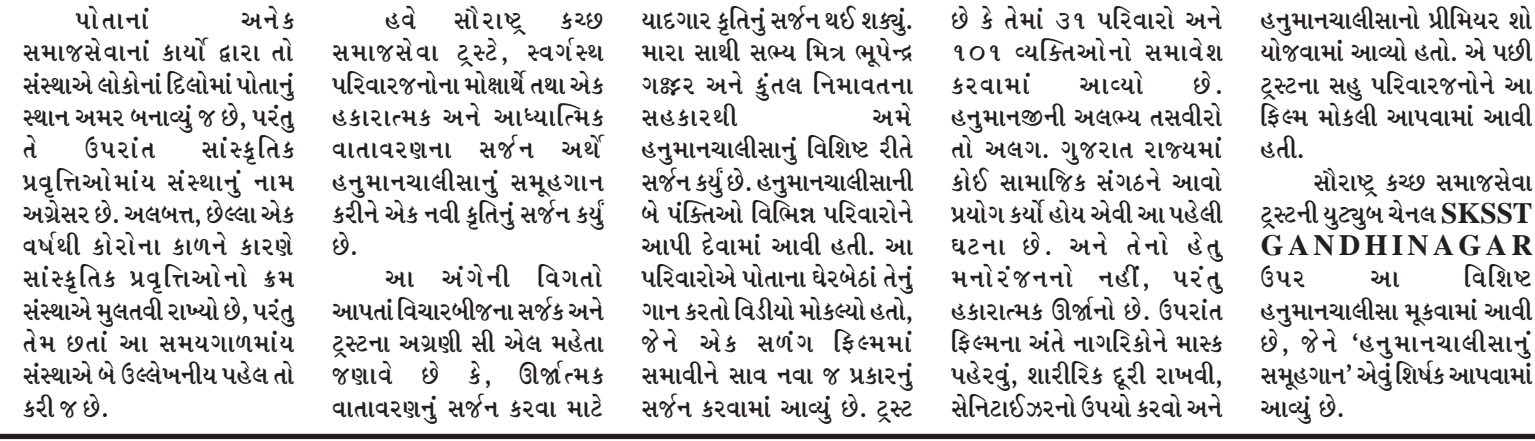 પોતાનાં અનેક
સમાજસેવાનાં કાર્યો દ્વારા તો
સંસ્થાએ લોકોનાં દિલોમાં પોતાનું
સ્થાન અમર બનાવ્યું જ છે, પરંતુ
તે ઉપરાંત સાંસ્કૃતિક
પ્રવૃત્તિઓમાંય સંસ્થાનું નામ
અગ્રેસર છે. અલબત્ત, છેલ્લા એક
વર્ષથી કોરોના કાળને કારણે
સાંસ્કૃતિક પ્રવૃત્તિઓનો ક્રમ
સંસ્થાએ મુલતવી રાખ્યો છે, પરંતુ
તેમ છતાં આ સમયગાળમાંય
સંસ્થાએ બે ઉલ્લેખનીય પહેલ તો
કરી જ છે.
હવે સૌરાષ્ટ્ર કચ્છ
સમાજસેવા ટ્રસ્ટે, સ્વર્ગસ્થ
પરિવારજનોના મોક્ષાર્થે તથા એક
હકારાત્મક અને આધ્યાત્મિક
વાતાવરણના સર્જન અર્થે
હનુમાનચાલીસાનું સમૂહગાન
કરીને એક નવી કૃતિનું સર્જન કર્યું
છે.
આ અંગેની વિગતો
આપતાં વિચારબીજના સર્જક અને
ટ્રસ્ટના અગ્રણી સી એલ મહેતા
જણાવે છે કે, ઊર્જાત્મક
વાતાવરણનું સર્જન કરવા માટે
યાદગાર કૃતિનું સર્જન થઈ શક્યું.
મારા સાથી સભ્ય મિત્ર ભૂપેન્દ્ર
ગજ્જર અને કુંતલ નિમાવતના
સહકારથી અમે
હનુમાનચાલીસાનું વિશિષ્ટ રીતે
સર્જન કર્યું છે. હનુમાનચાલીસાની
બે પંક્તિઓ વિભિન્ન પરિવારોને
આપી દેવામાં આવી હતી. આ
પરિવારોએ પોતાના ઘેરબેઠાં તેનું
ગાન કરતો વિડીયો મોકલ્યો હતો,
જેને એક સળંગ ફિલ્મમાં
સમાવીને સાવ નવા જ પ્રકારનું
સર્જન કરવામાં આવ્યું છે. ટ્રસ્ટ
છે કે તેમાં ૩૧ પરિવારો અને
૧૦૧ વ્યક્તિઓનો સમાવેશ
કરવામાં આવ્યો છે.
હનુમાનજીની અલભ્ય તસવીરો
તો અલગ. ગુજરાત રાજ્યમાં
કોઈ સામાજિક સંગઠને આવો
પ્રયોગ કર્યો હોય એવી આ પહેલી
ઘટના છે. અને તેનો હેતુ
મનોરંજનનો નહીં, પરંતુ
હકારાત્મક ઊર્જાનો છે. ઉપરાંત
ફિલ્મના અંતે નાગરિકોને માસ્ક
પહેરવું, શારીરિક દૂરી રાખવી,
સેનિટાઈઝરનો ઉપયો કરવો અને
હનુમાનચાલીસાનો પ્રીમિયર શો
યોજવામાં આવ્યો હતો. એ પછી
ટ્રસ્ટના સહુ પરિવારજનોને આ
ફિલ્મ મોકલી આપવામાં આવી
હતી.
સૌરાષ્ટ્ર કચ્છ સમાજસેવા
ટ્રસ્ટની યુટ્યુબ ચેનલ SKSST
GANDHINAGAR
ઉપર આ વિશિષ્ટ
હનુમાનચાલીસા મૂકવામાં આવી
છે, જેને ‘હનુમાનચાલીસાનું
સમૂહગાન’ એવું શિર્ષક આપવામાં
આવ્યું છે.